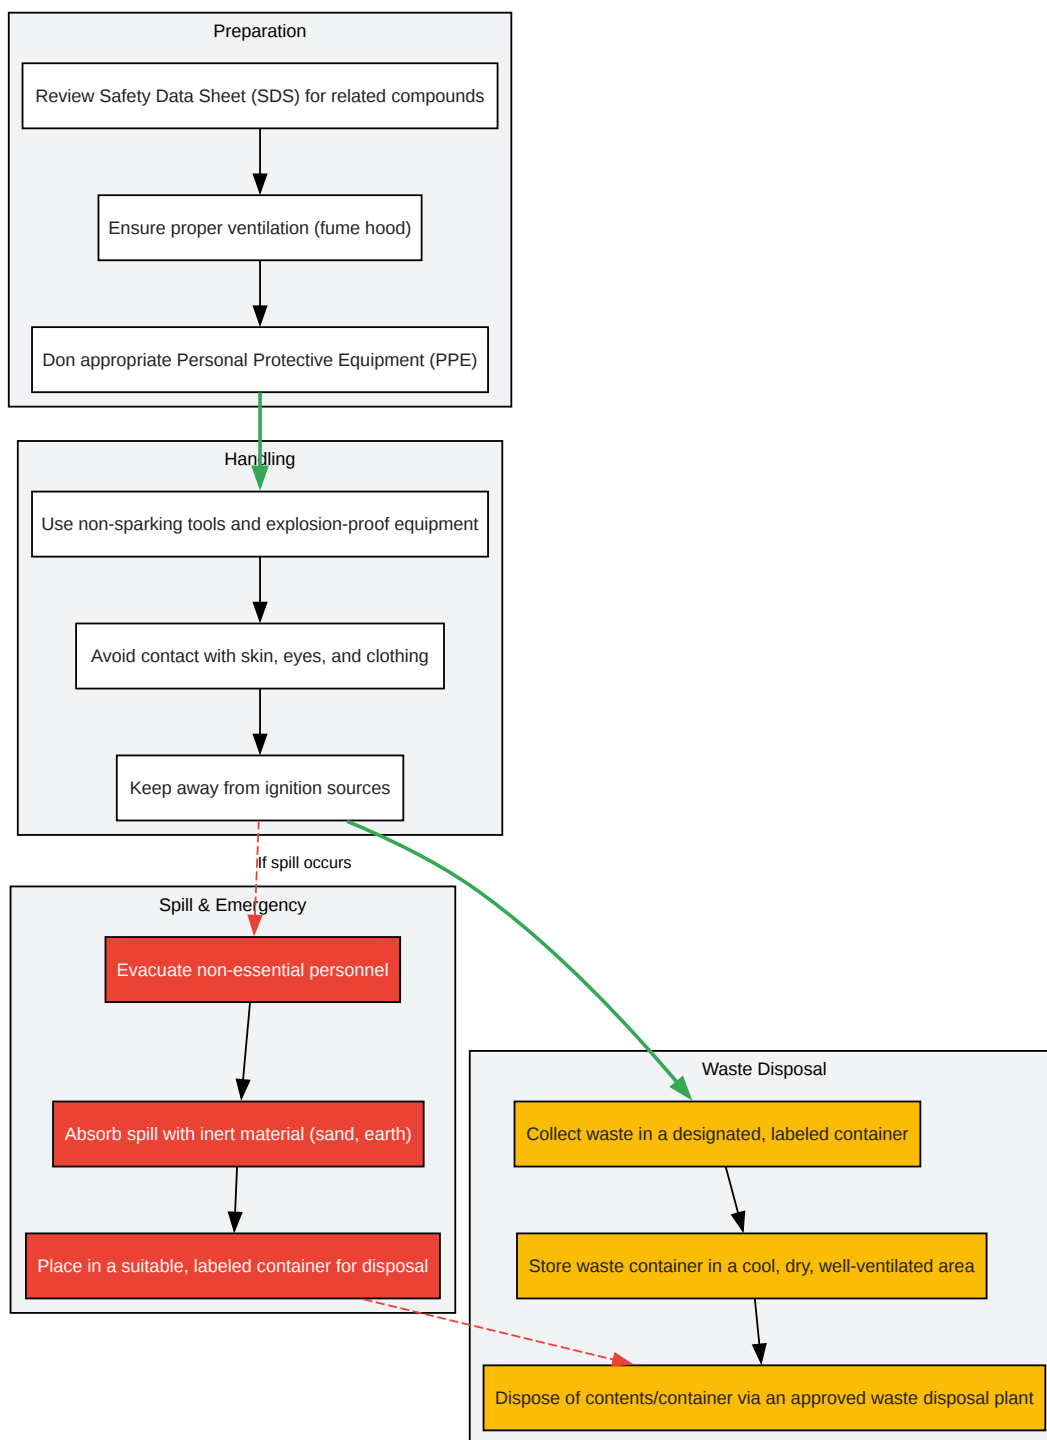 Preparation
Review Safety Data Sheet (SDS) for related compounds
Ensure proper ventilation (fume hood)
Don appropriate Personal Protective Equipment (PPE)
Handling
Use non-sparking tools and explosion-proof equipment
Avoid contact with skin, eyes, and clothing
Keep away from ignition sources
If spill occurs
Spill & Emergency
Evacuate non-essential personnel
Absorb spill with inert material (sand, earth)
Place in a suitable, labeled container for disposal
Waste Disposal
Collect waste in a designated, labeled container
Store waste container in a cool, dry, well-ventilated area
Dispose of contents/container via an approved waste disposal plant